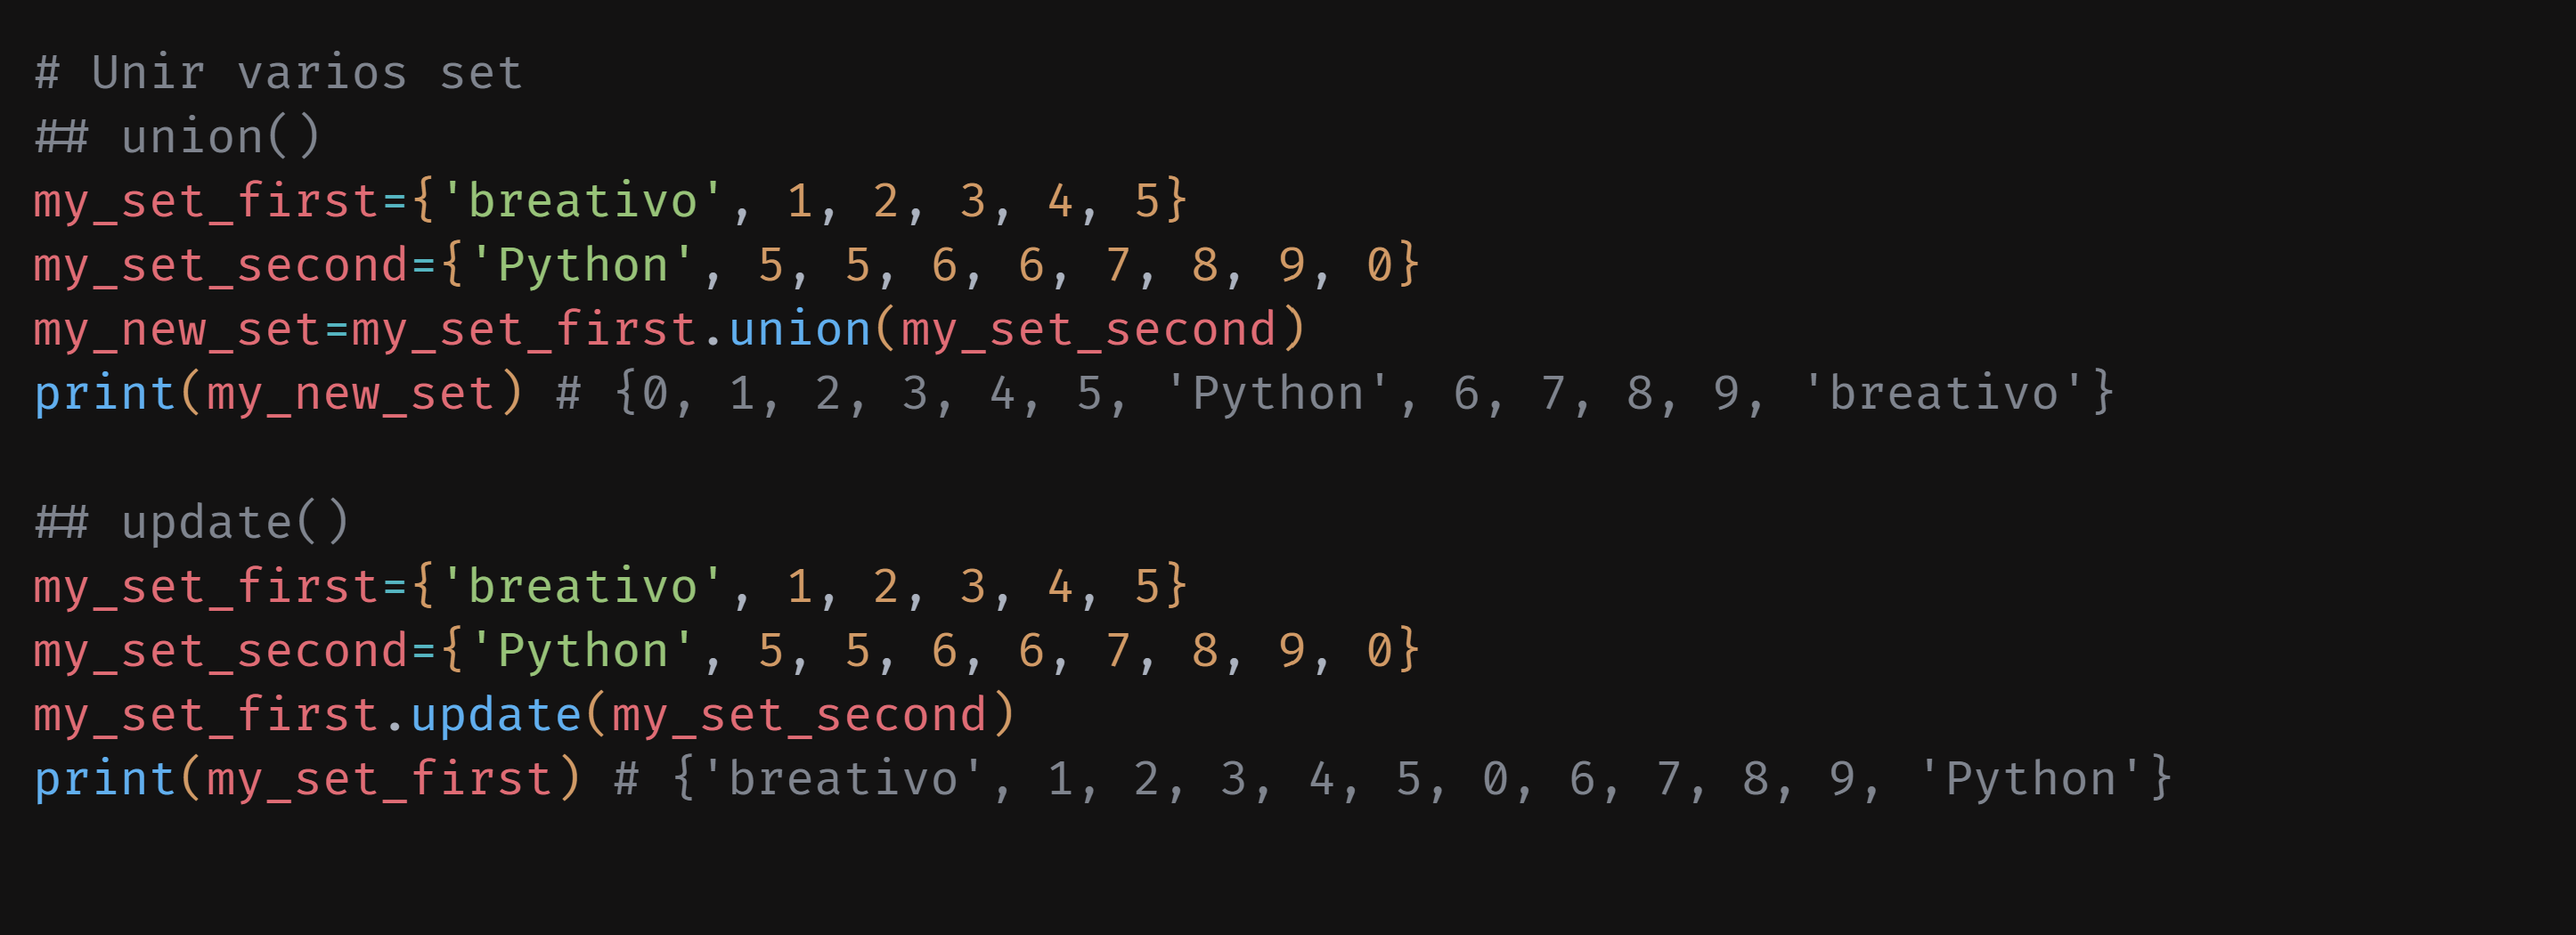 # Unir varios set
## union()
my_set_first={'breativo', 1, 2, 3, 4, 5}
my_set_second={'Python', 5, 5, 6, 6, 7, 8, 9, 0}
my_new_set=my_set_first.union(my_set_second)
print(my_new_set) # {0, 1, 2, 3, 4, 5, 'Python', 6, 7, 8, 9, 'breativo'}
## update()
my_set_first={'breativo', 1, 2, 3, 4, 5}
my_set_second={'Python', 5, 5, 6, 6, 7, 8, 9, 0}
my_set_first.update(my_set_second)
print(my_set_first) # {'breativo', 1, 2, 3, 4, 5, 0, 6, 7, 8, 9, 'Python'}